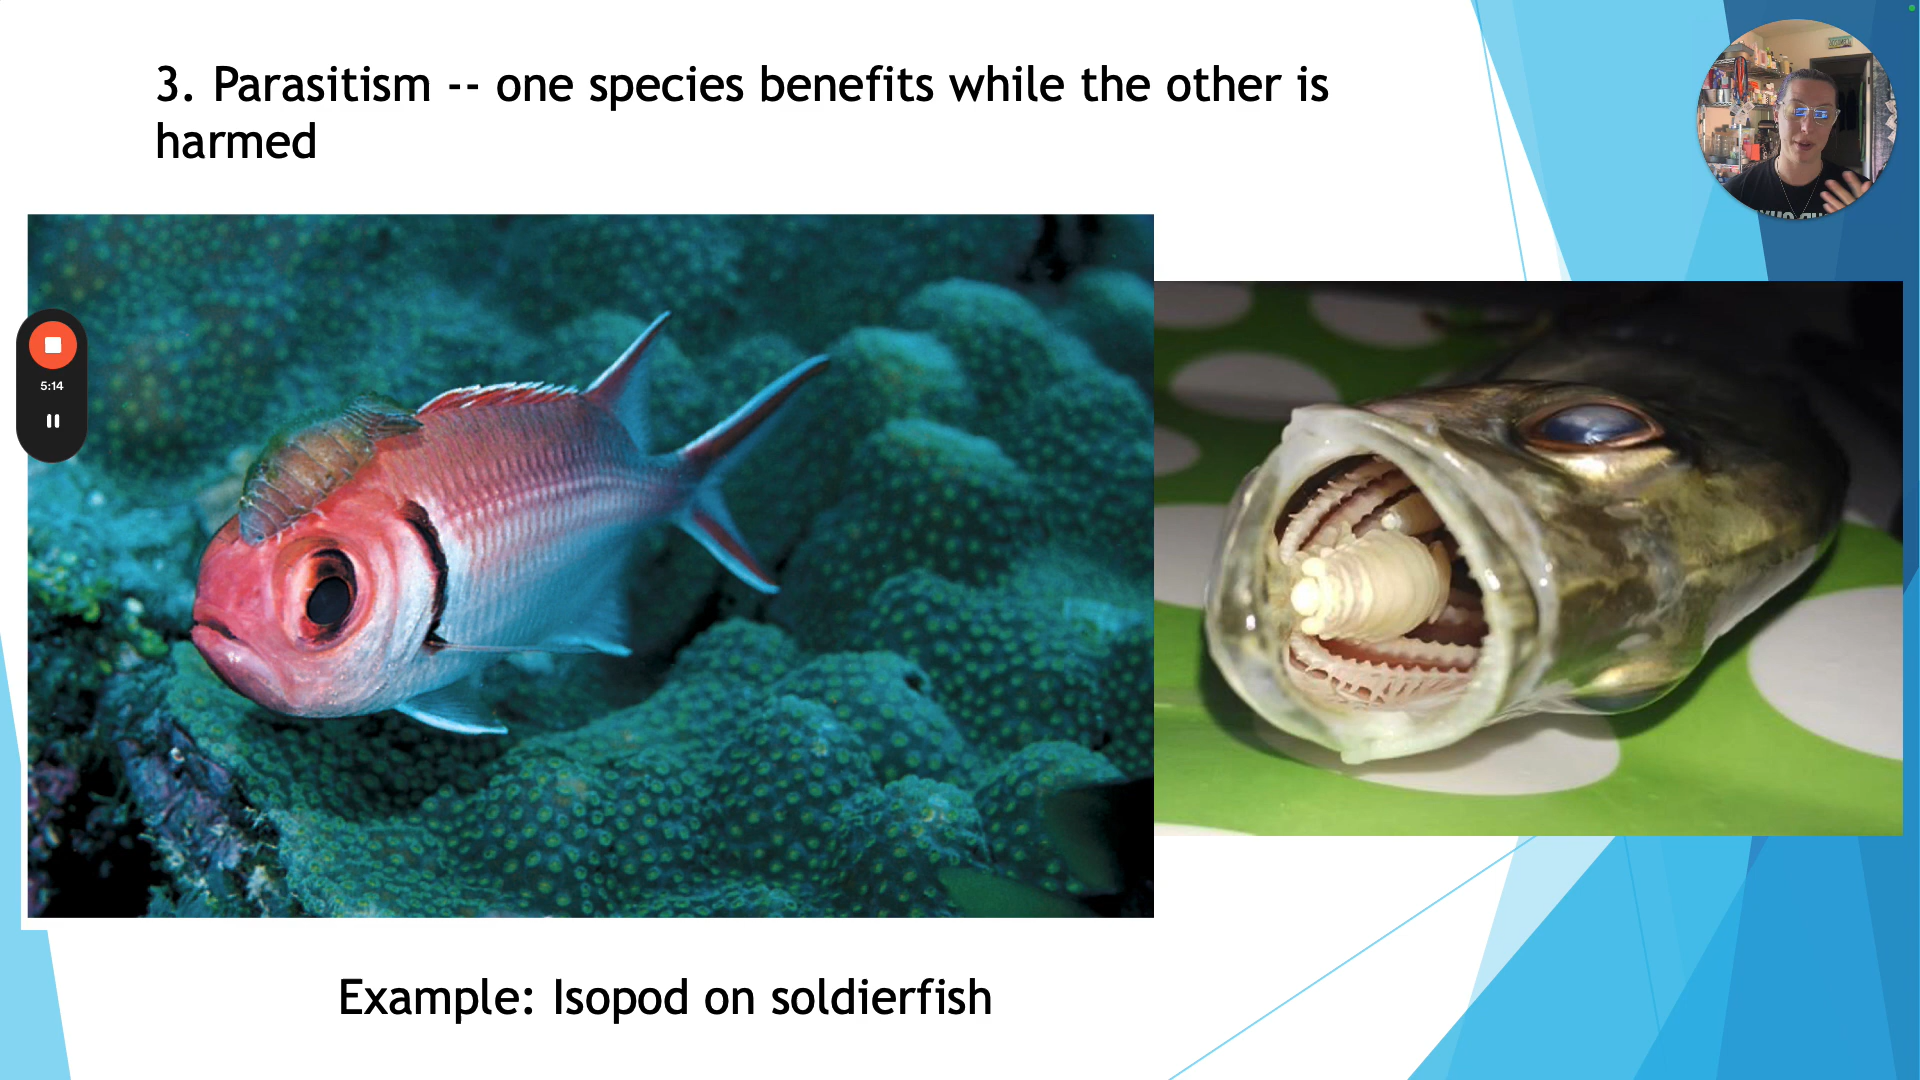 3. Parasitism -- one species benefits while the other is
harmed
5:14
Example: Isopod on soldierfish